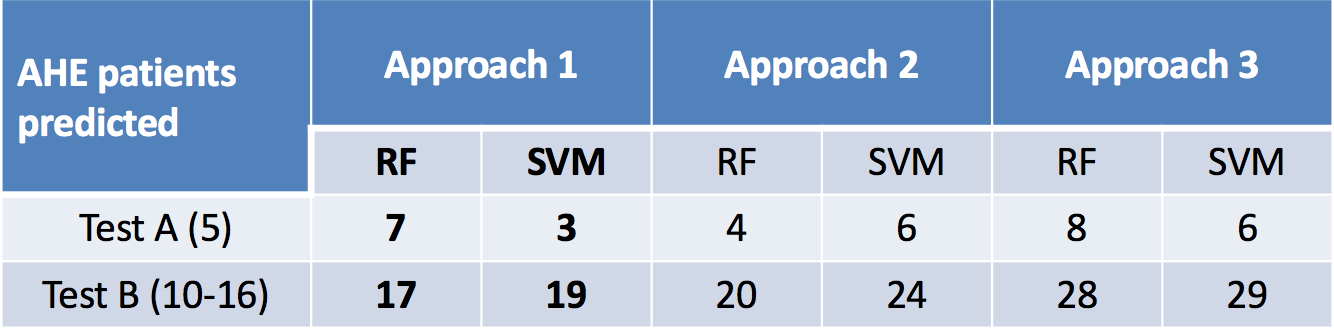 AHE patients predicted Approach 1 Approach 2 Approach 3
RF SVM RF SVM RF SVM
Test A (5) 7 3 4 6 8 6
Test B (10-16) 17 19 20 24 28 29